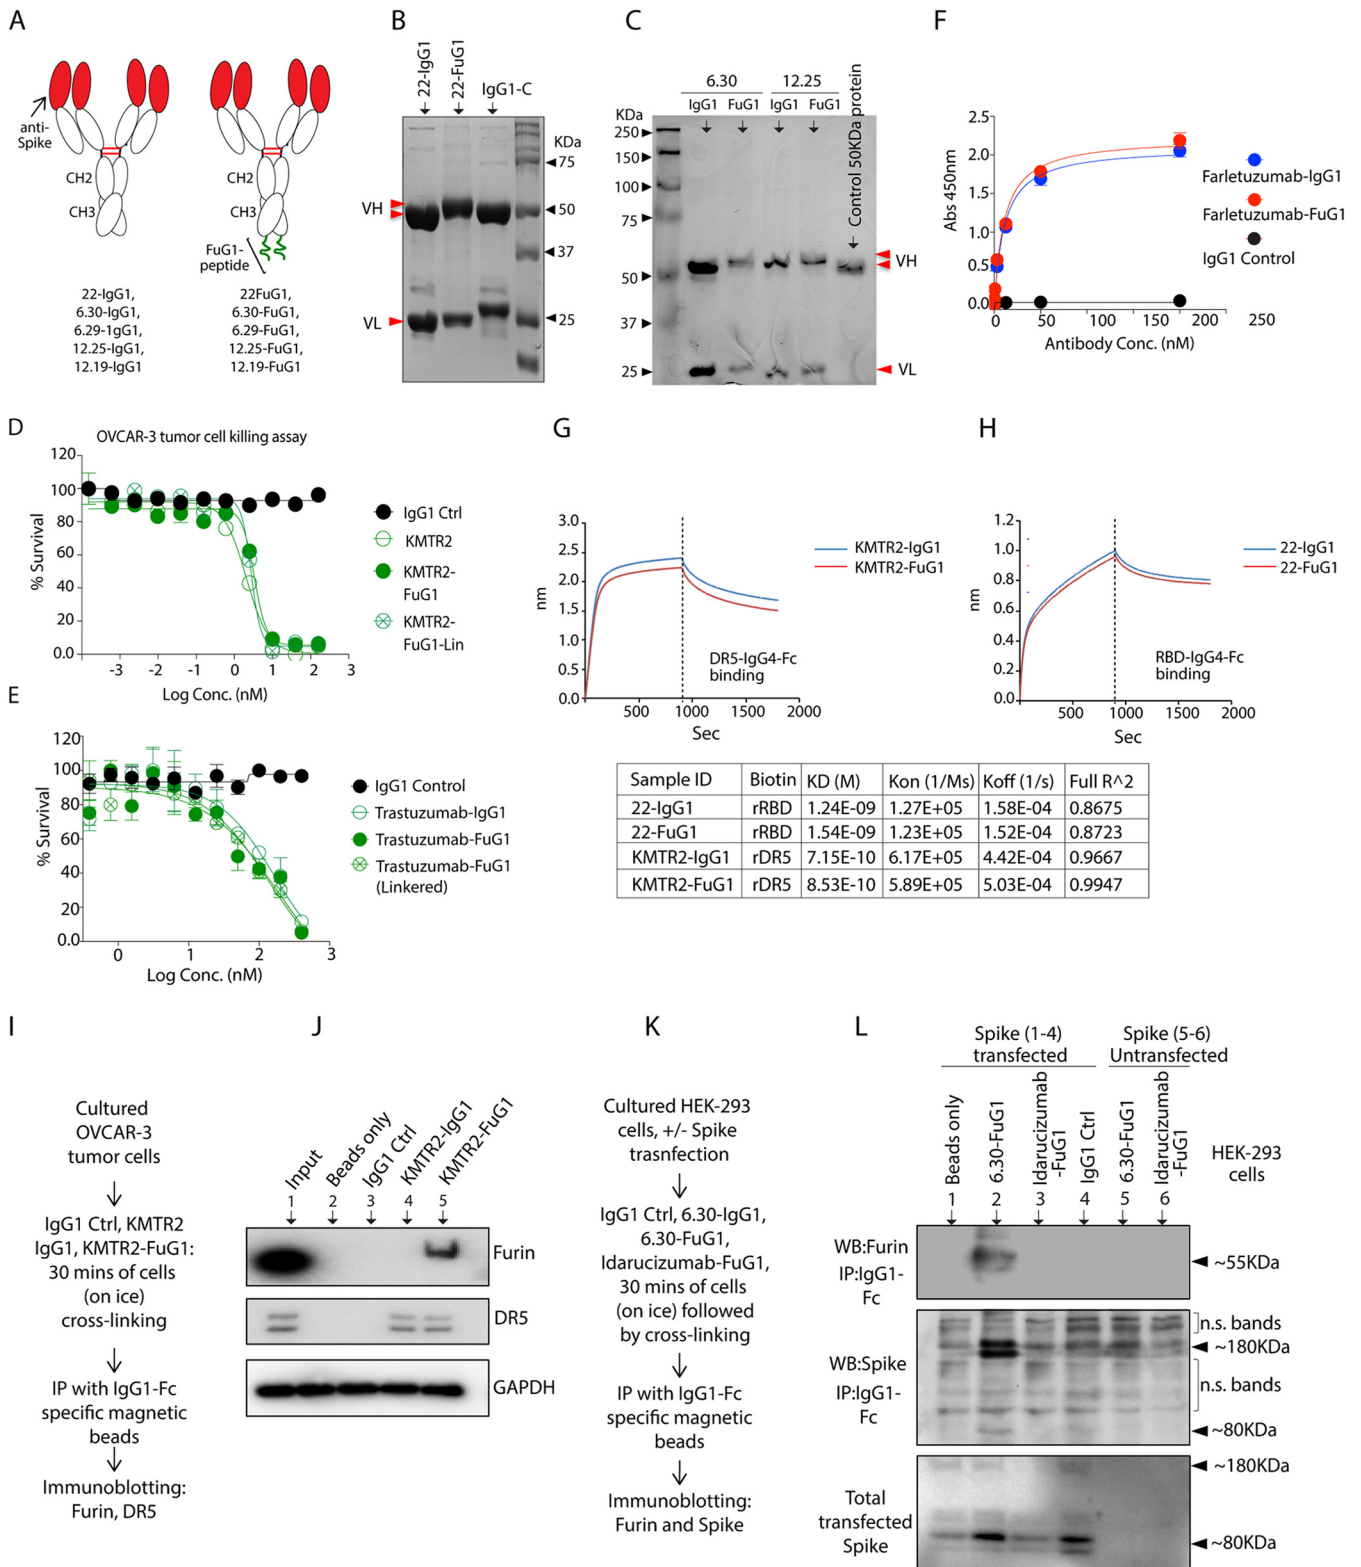 A
anti-
Spike
CH2
CH3
FuG1-
peptide
CH2
CH3
22-IgG1,
6.30-IgG1,
6.29-1gG1,
12.25-IgG1,
12.19-IgG1
22FuG1,
6.30-FuG1,
6.29-FuG1,
12.25-FuG1,
12.19-FuG1
B
22-IgG1
22-FuG1
IgG1-C
KDa
75
50
37
25
VH
VL
C
6.30
12.25
IgG1 FuG1 IgG1 FuG1
Control 50KDa protein
KDa
250
150
100
75
50
37
25
VH
VL
F
Abs 450nm
2.5
2.0
1.5
1.0
0.5
0.0
0 50 100 150 200 250
Antibody Conc. (nM)
Farletuzumab-IgG1
Farletuzumab-FuG1
IgG1 Control
D
OVCAR-3 tumor cell killing assay
% Survival
120
100
80
60
40
20
0.0
-3 -2 -1 0 1 2 3
Log Conc. (nM)
IgG1 Ctrl
KMTR2
KMTR2-
FuG1
KMTR2-
FuG1-Lin
E
% Survival
120
100
80
60
40
20
0.0
0 1 2 3
Log Conc. (nM)
IgG1 Control
Trastuzumab-IgG1
Trastuzumab-FuG1
Trastuzumab-FuG1
(Linkered)
G
nm
3.0
2.5
2.0
1.5
1.0
0.5
0.0
500 1000 1500 2000
Sec
DR5-IgG4-Fc
binding
KMTR2-IgG1
KMTR2-FuG1
H
nm
1.2
1.0
0.8
0.6
0.4
0.2
0.0
500 1000 1500 2000
Sec
RBD-IgG4-Fc
binding
22-IgG1
22-FuG1
Sample ID Biotin KD (M) Kon (1/Ms) Koff (1/s) Full R^2
22-IgG1 rRBD 1.24E-09 1.27E+05 1.58E-04 0.8675
22-FuG1 rRBD 1.54E-09 1.23E+05 1.52E-04 0.8723
KMTR2-IgG1 rDR5 7.15E-10 6.17E+05 4.42E-04 0.9667
KMTR2-FuG1 rDR5 8.53E-10 5.89E+05 5.03E-04 0.9947
I
Cultured
OVCAR-3
tumor cells
IgG1 Ctrl, KMTR2
IgG1, KMTR2-FuG1:
30 mins of cells
(on ice)
cross-linking
IP with IgG1-Fc
specific magnetic
beads
Immunoblotting:
Furin, DR5
J
Input
Beads only
IgG1 Ctrl
KMTR2-IgG1
KMTR2-FuG1
1 2 3 4 5
Furin
DR5
GAPDH
K
Cultured HEK-293
cells, +/- Spike
trasnfection
IgG1 Ctrl, 6.30-IgG1,
6.30-FuG1,
Idarucizumab-FuG1,
30 mins of cells
(on ice) followed
by cross-linking
IP with IgG1-Fc
specific magnetic
beads
Immunoblotting:
Furin and Spike
L
Spike (1-4)
transfected
Spike (5-6)
Untransfected
Beads only
6.30-FuG1
Idarucizumab
-FuG1
IgG1 Ctrl
6.30-FuG1
Idarucizumab
-FuG1
HEK-293
cells
1 2 3 4 5 6
WB:Furin
IP:IgG1-
Fc
~55KDa
WB:Spike
IP:IgG1-
Fc
n.s. bands
~180KDa
n.s. bands
~80KDa
Total
transfected
Spike
~180KDa
~80KDa